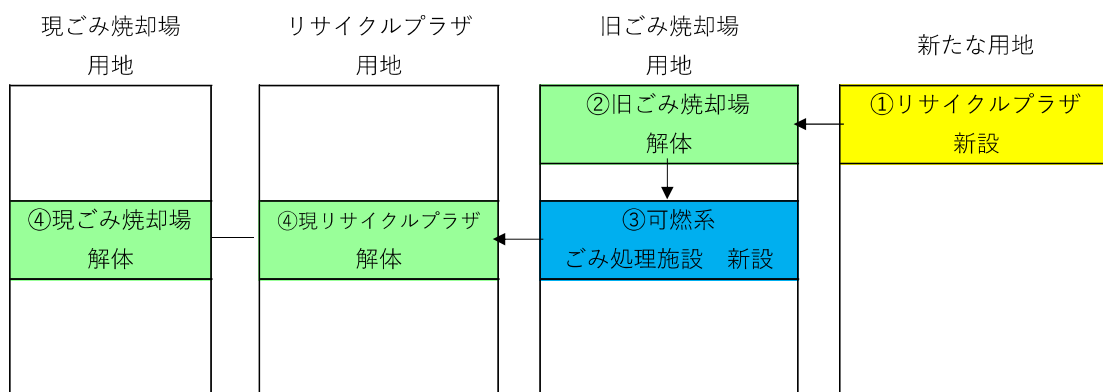 現ごみ焼却場
用地
リサイクルプラザ
用地
旧ごみ焼却場
用地
新たな用地
②旧ごみ焼却場
解体
①リサイクルプラザ
新設
④現ごみ焼却場
解体
④現リサイクルプラザ
解体
③可燃系
ごみ処理施設　新設